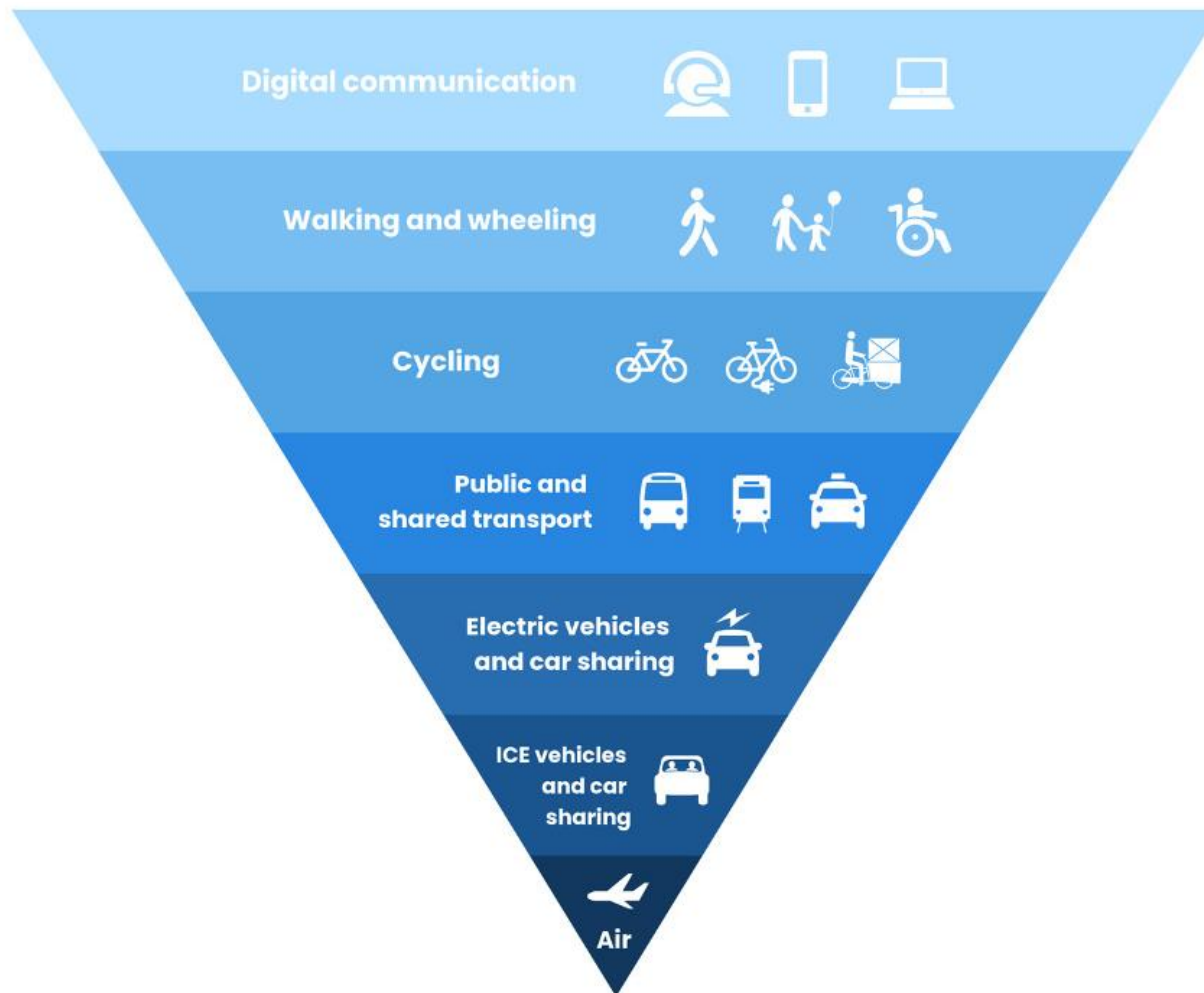 Digital communication
Walking and wheeling
Cycling
Public and
shared transport
Electric vehicles
and car sharing
ICE vehicles
and car
sharing
Air